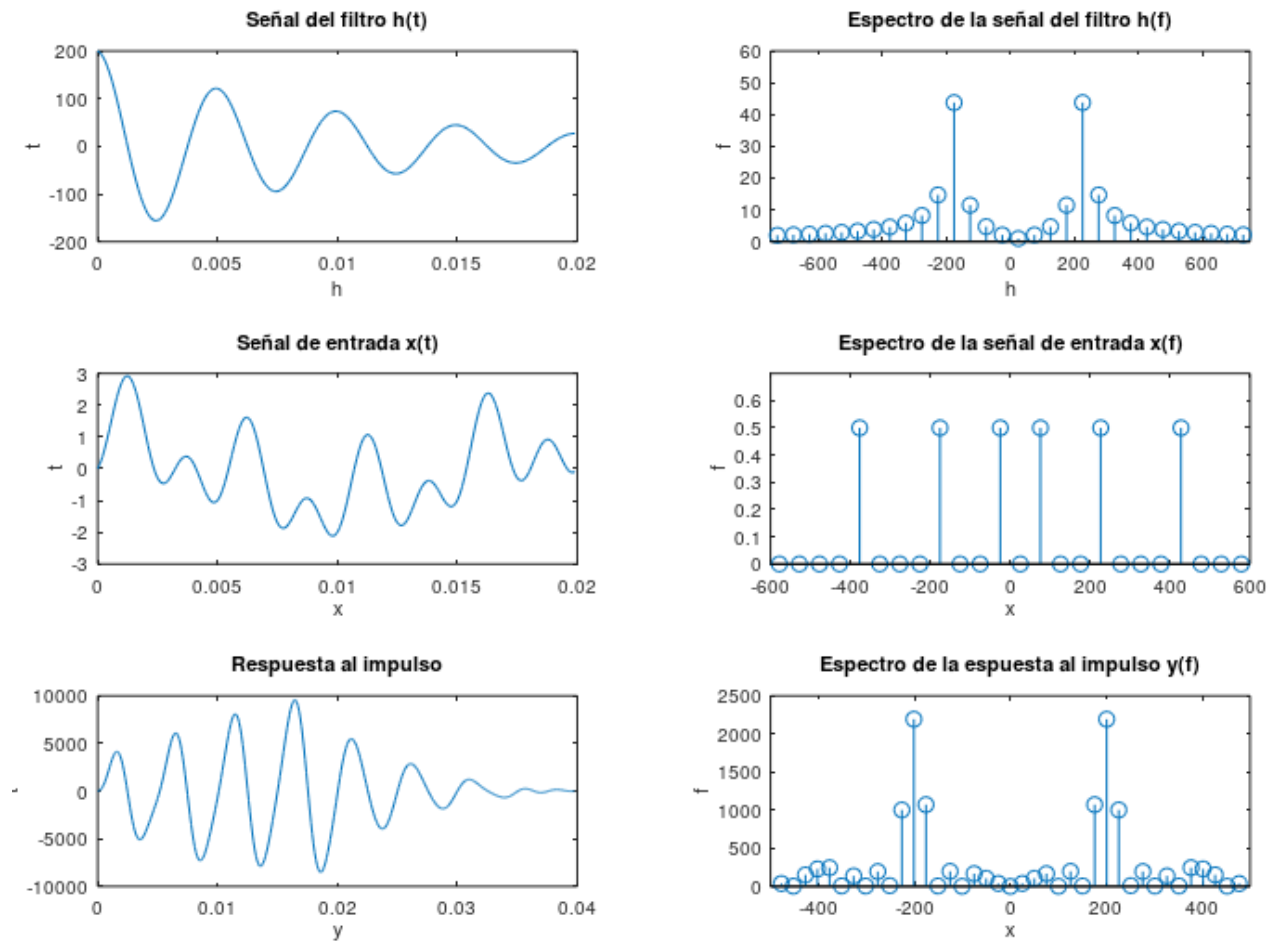 Señal del filtro h(t)
200
100
0
-100
-200
t
0 0.005 0.01 0.015 0.02
h
Espectro de la señal del filtro h(f)
60
50
40
30
20
10
0
f
-600 -400 -200 0 200 400 600
h
Señal de entrada x(t)
3
2
1
0
-1
-2
-3
t
0 0.005 0.01 0.015 0.02
x
Espectro de la señal de entrada x(f)
0.6
0.5
0.4
0.3
0.2
0.1
0
f
-600 -400 -200 0 200 400 600
x
Respuesta al impulso
10000
5000
0
-5000
-10000
0 0.01 0.02 0.03 0.04
y
Espectro de la espuesta al impulso y(f)
2500
2000
1500
1000
500
0
f
-400 -200 0 200 400
x